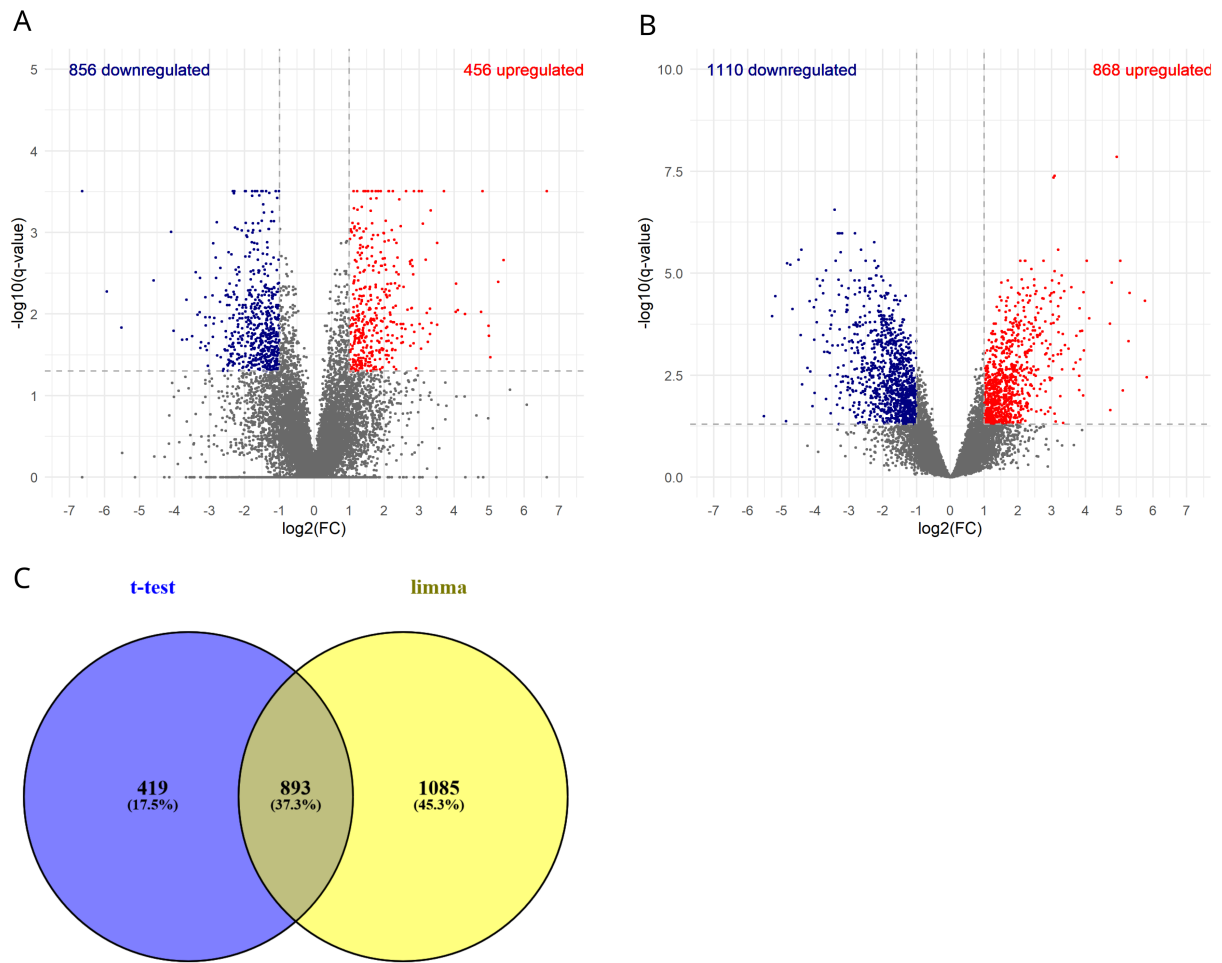 A
856 downregulated
456 upregulated
-log10(q-value)
5
4
3
2
1
0
-7 -6 -5 -4 -3 -2 -1 0 1 2 3 4 5 6 7
log2(FC)
B
1110 downregulated
868 upregulated
-log10(q-value)
10.0
7.5
5.0
2.5
0.0
-7 -6 -5 -4 -3 -2 -1 0 1 2 3 4 5 6 7
log2(FC)
C
t-test
limma
419
(17.5%)
893
(37.3%)
1085
(45.3%)